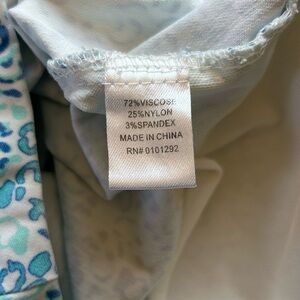 72%VISCOSE
25%NYLON
3%SPANDEX
MADE IN CHINA
RN# 0101292